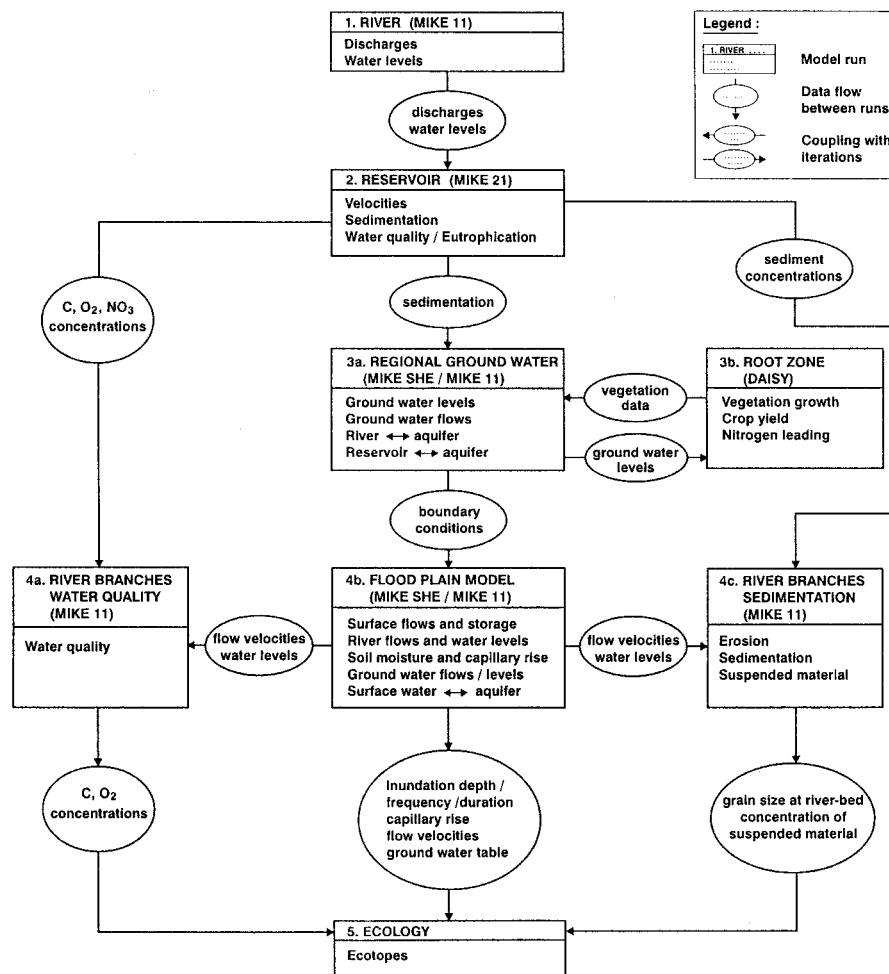 1. RIVER (MIKE 11)
Discharges
Water levels
Legend :
1. RIVER ....
Model run
Data flow
between runs
Coupling with
iterations
discharges
water levels
2. RESERVOIR (MIKE 21)
Velocities
Sedimentation
Water quality / Eutrophication
C, O₂, NO₃
concentrations
sedimentation
sediment
concentrations
3a. REGIONAL GROUND WATER
(MIKE SHE / MIKE 11)
Ground water levels
Ground water flows
River ↔ aquifer
Reservoir ↔ aquifer
vegetation
data
ground water
levels
3b. ROOT ZONE
(DAISY)
Vegetation growth
Crop yield
Nitrogen leading
boundary
conditions
4a. RIVER BRANCHES
WATER QUALITY
(MIKE 11)
Water quality
flow velocities
water levels
4b. FLOOD PLAIN MODEL
(MIKE SHE / MIKE 11)
Surface flows and storage
River flows and water levels
Soil moisture and capillary rise
Ground water flows / levels
Surface water ↔ aquifer
flow velocities
water levels
4c. RIVER BRANCHES
SEDIMENTATION
(MIKE 11)
Erosion
Sedimentation
Suspended material
C, O₂
concentrations
Inundation depth /
frequency /duration
capillary rise
flow velocities
ground water table
grain size at river-bed
concentration of
suspended material
5. ECOLOGY
Ecotopes